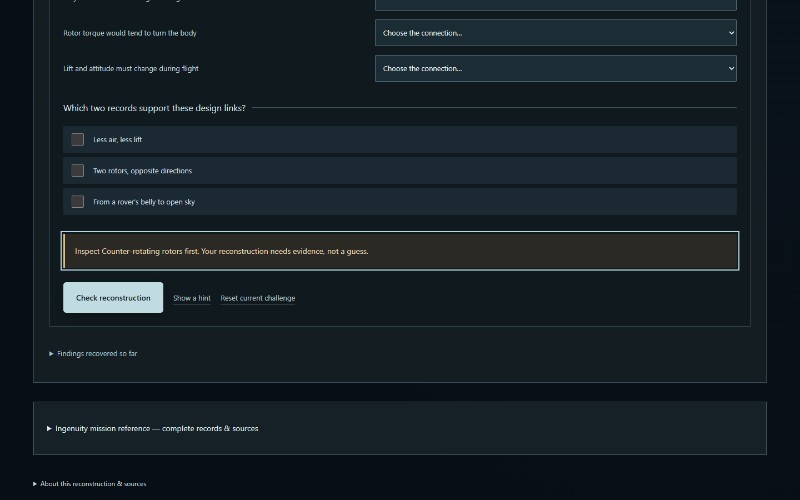 Rotor torque would tend to turn the body
Choose the connection...
Lift and attitude must change during flight
Choose the connection...
Which two records support these design links?
Less air, less lift
Two rotors, opposite directions
From a rover's belly to open sky
Inspect Counter-rotating rotors first. Your reconstruction needs evidence, not a guess.
Check reconstruction
Show a hint
Reset current challenge
Findings recovered so far
Ingenuity mission reference — complete records & sources
About this reconstruction & sources